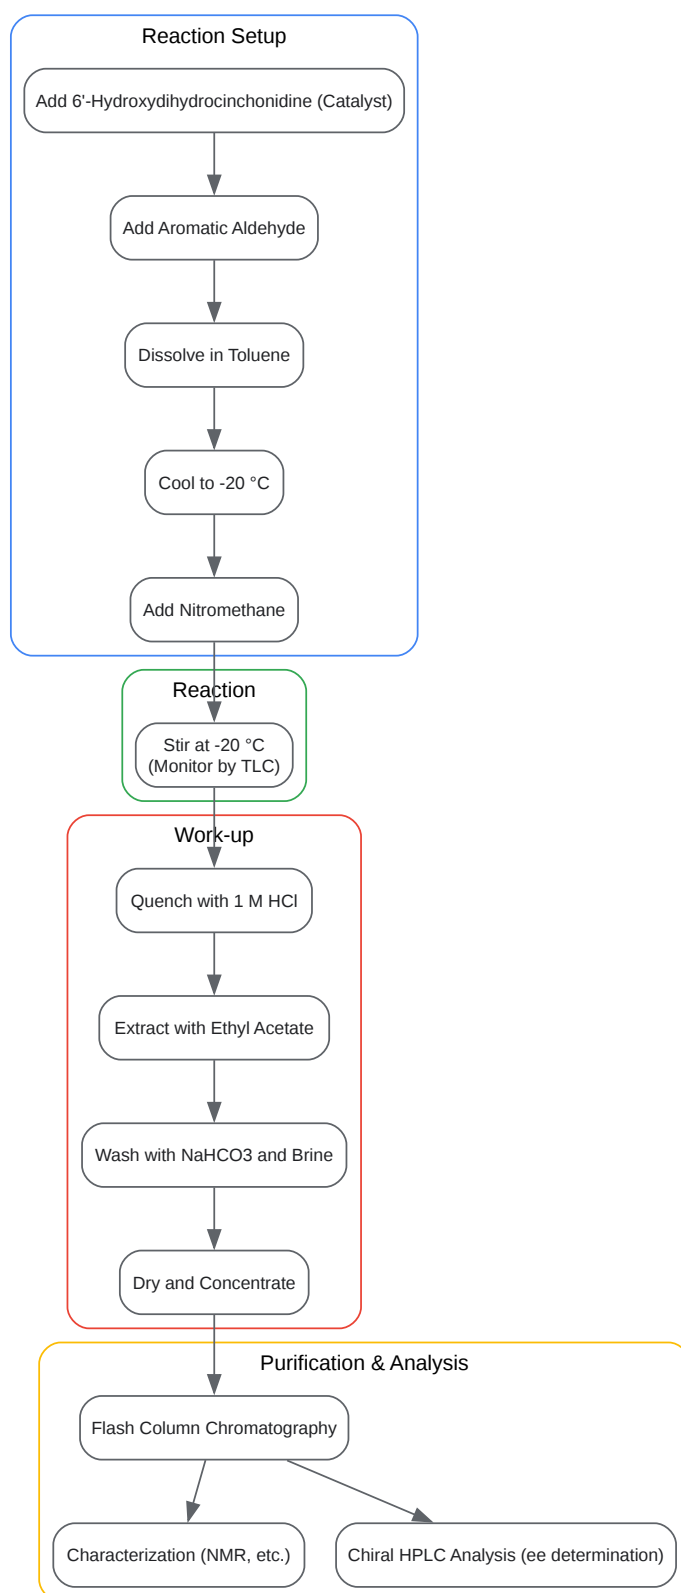 Reaction Setup
Add 6'-Hydroxydihydrocinchonidine (Catalyst)
Add Aromatic Aldehyde
Dissolve in Toluene
Cool to -20 °C
Add Nitromethane
Reaction
Stir at -20 °C
(Monitor by TLC)
Work-up
Quench with 1 M HCl
Extract with Ethyl Acetate
Wash with NaHCO3 and Brine
Dry and Concentrate
Purification & Analysis
Flash Column Chromatography
Characterization (NMR, etc.)
Chiral HPLC Analysis (ee determination)